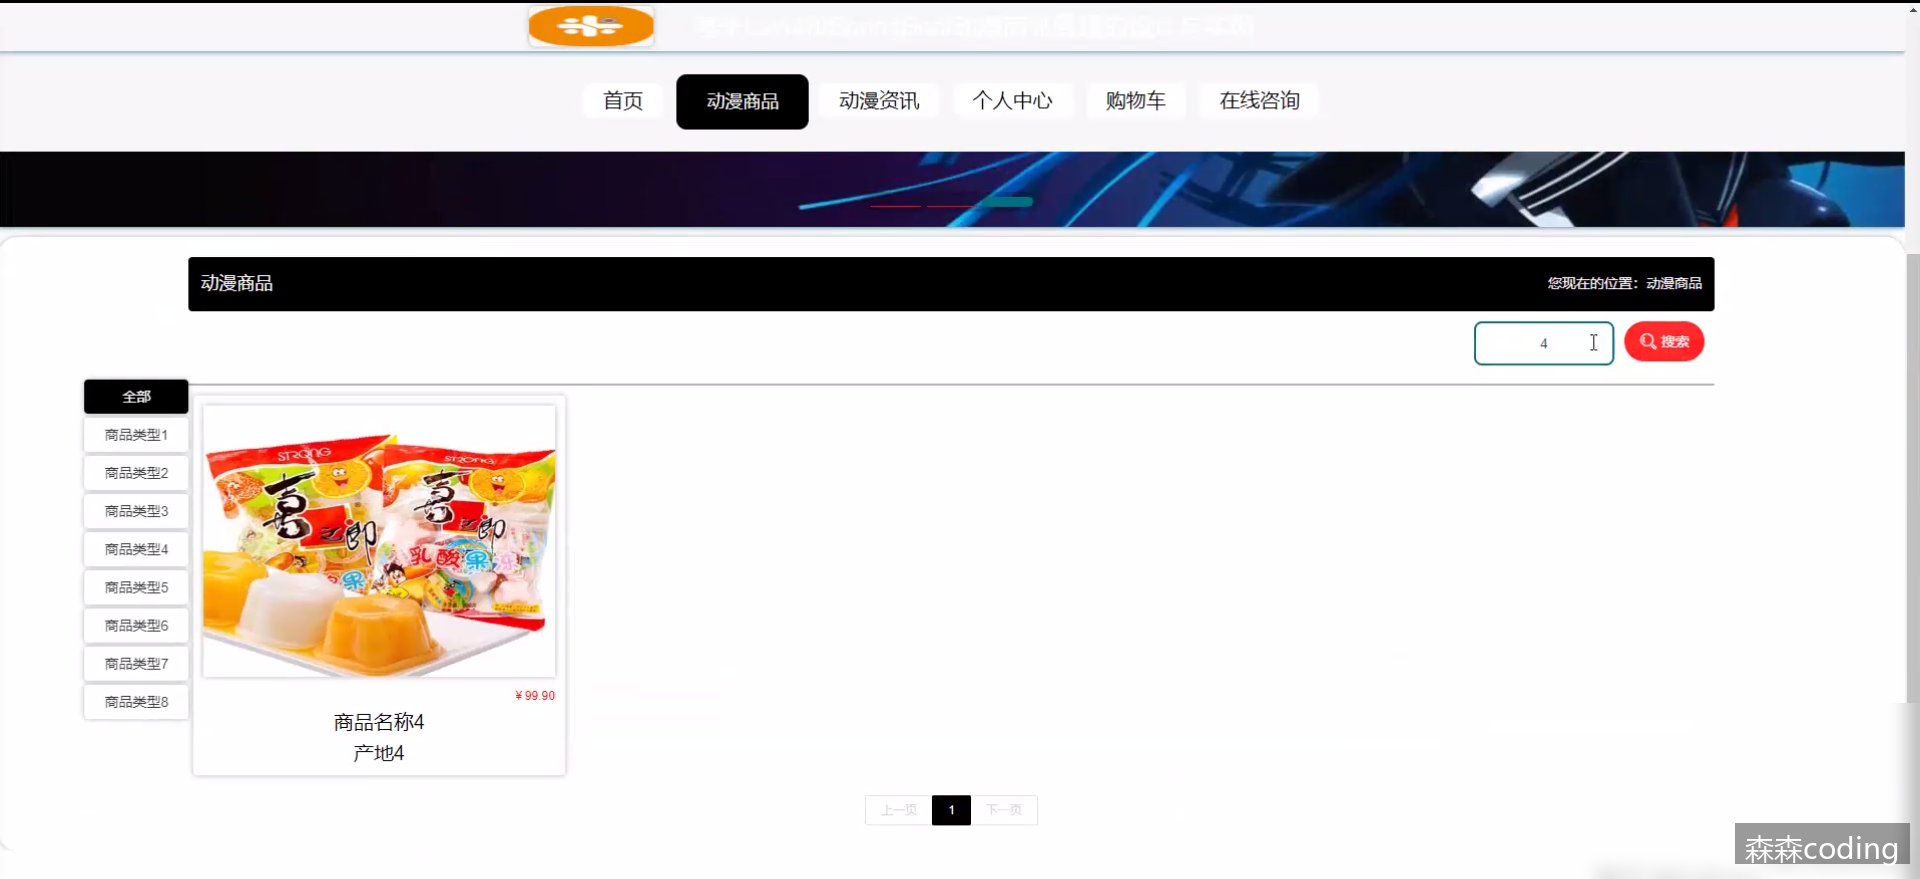 首页
动漫商品
动漫资讯
个人中心
购物车
在线咨询
动漫商品
您现在的位置：动漫商品
4
搜索
全部
商品类型1
商品类型2
商品类型3
商品类型4
商品类型5
商品类型6
商品类型7
商品类型8
STRONG
喜之郎
STRONG
喜之郎
乳酸果冻
¥99.90
商品名称4
产地4
上一页
1
下一页
森森coding